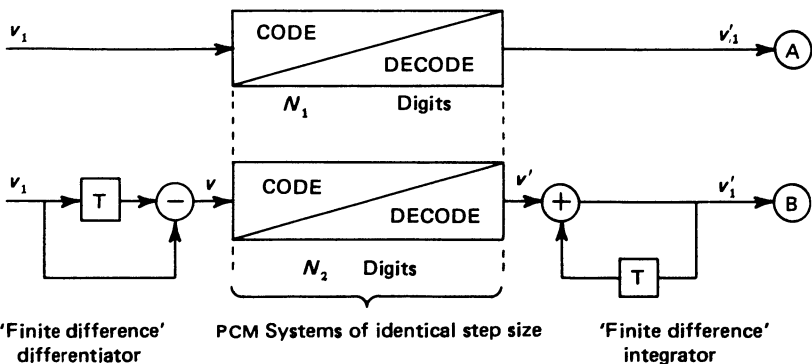 v₁
CODE
DECODE
v′₁
A
N₁ Digits
v₁
T
−
v
CODE
DECODE
v′
+
v′₁
B
T
N₂ Digits
'Finite difference'
differentiator
PCM Systems of identical step size
'Finite difference'
integrator